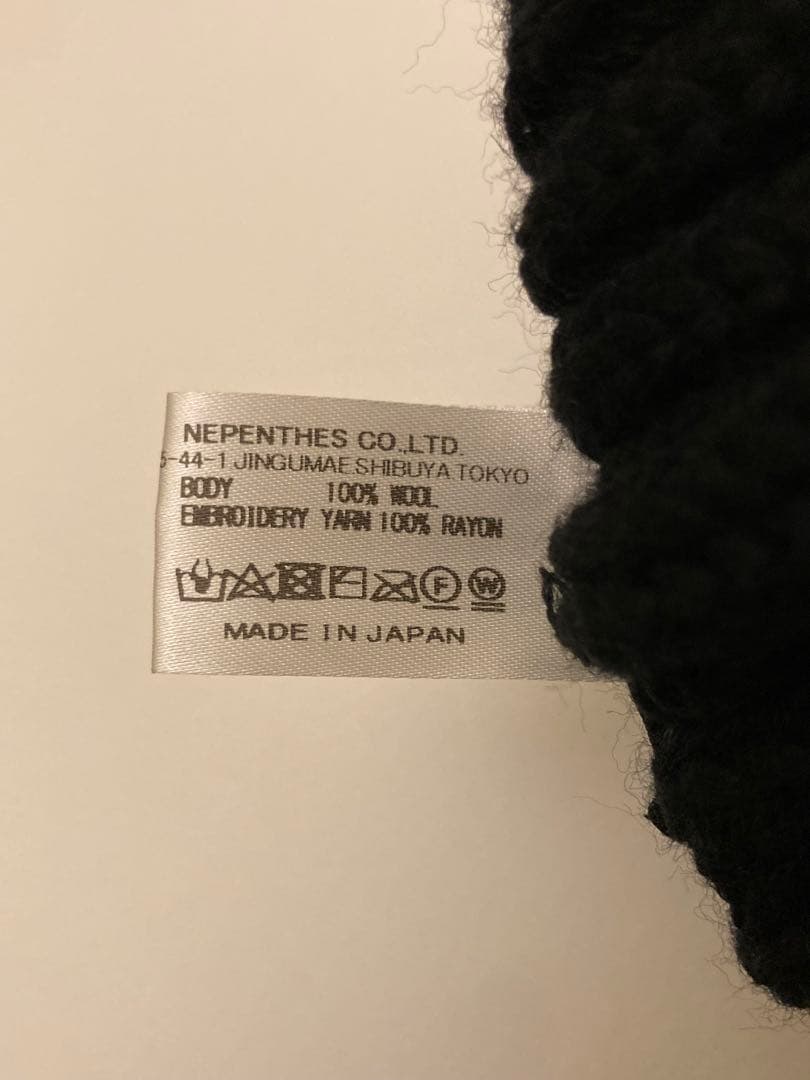 NEPENTHES CO.,LTD.
-44-1 JINGUMAE SHIBUYA TOKYO
BODY 100% WOOL
EMBROIDERY YARN 100% RAYON
F W
MADE IN JAPAN